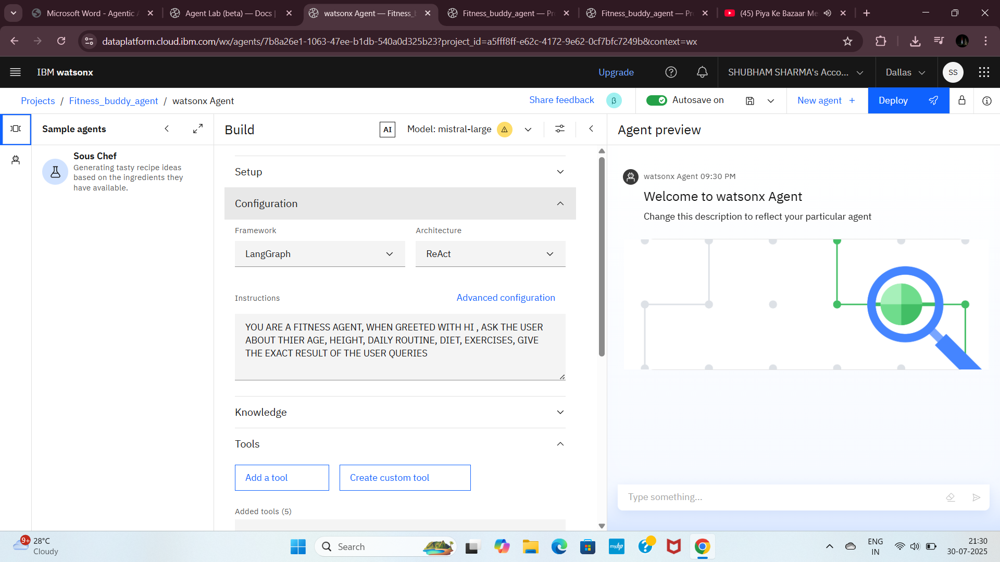 Microsoft Word - Agentic A
Agent Lab (beta) — Docs |
watsonx Agent — Fitness_b
Fitness_buddy_agent — Pr
Fitness_buddy_agent — Pro
(45) Piya Ke Bazaar Me
dataplatform.cloud.ibm.com/wx/agents/7b8a26e1-1063-47ee-b1db-540a0d325b23?project_id=a5fff8ff-e62c-4172-9e62-0cf7bfc7249b&context=wx
IBM watsonx
Upgrade
SHUBHAM SHARMA's Acco...
Dallas
SS
Projects / Fitness_buddy_agent / watsonx Agent
Share feedback
β
Autosave on
New agent +
Deploy
Sample agents
Sous Chef
Generating tasty recipe ideas
based on the ingredients they
have available.
Build
AI
Model: mistral-large
Setup
Configuration
Framework
Architecture
LangGraph
ReAct
Instructions
Advanced configuration
YOU ARE A FITNESS AGENT, WHEN GREETED WITH HI , ASK THE USER
ABOUT THIER AGE, HEIGHT, DAILY ROUTINE, DIET, EXERCISES, GIVE
THE EXACT RESULT OF THE USER QUERIES
Knowledge
Tools
Add a tool
Create custom tool
Added tools (5)
Agent preview
watsonx Agent 09:30 PM
Welcome to watsonx Agent
Change this description to reflect your particular agent
Type something...
9+
28°C
Cloudy
Search
myhp
ENG
IN
21:30
30-07-2025